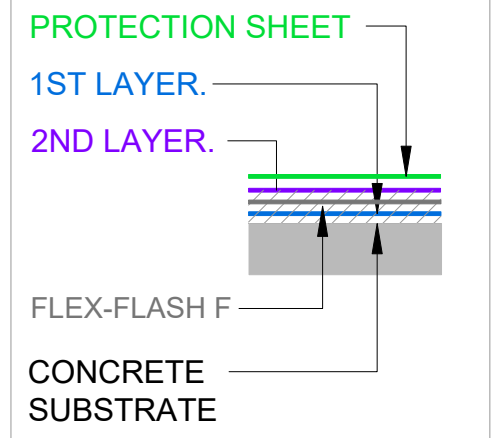 PROTECTION SHEET
1ST LAYER.
2ND LAYER.
FLEX-FLASH F
CONCRETE
SUBSTRATE